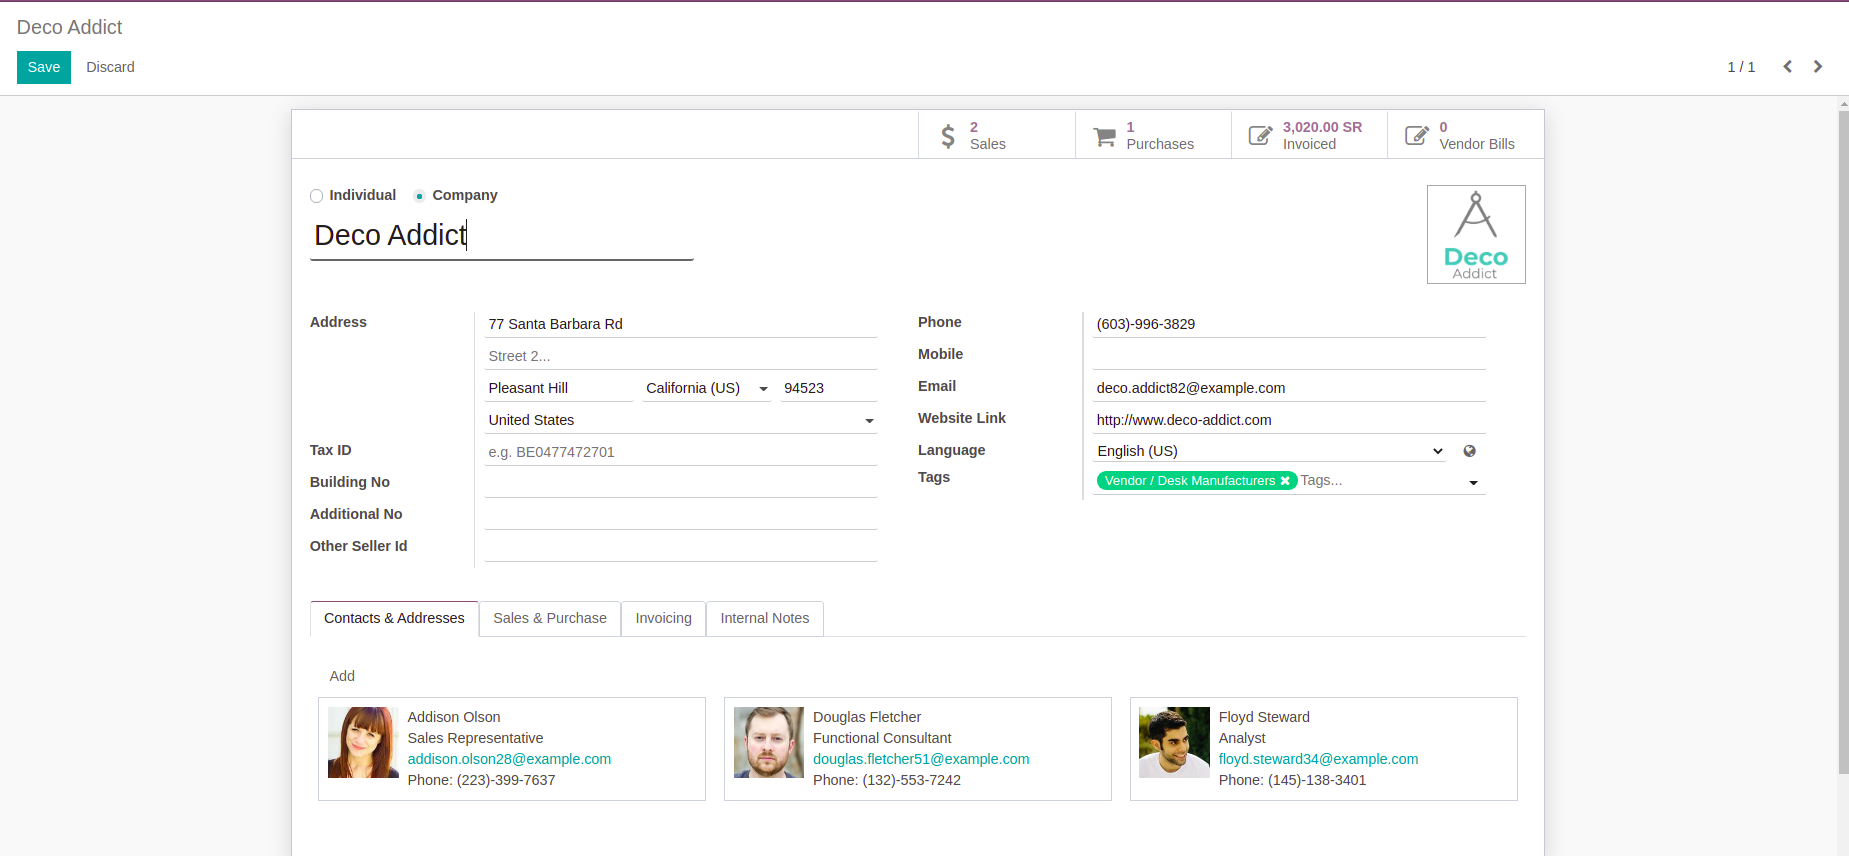 Deco Addict
Save Discard 1 / 1
2
Sales
1
Purchases
3,020.00 SR
Invoiced
0
Vendor Bills
Individual Company
Deco Addict
Deco
Addict
Address 77 Santa Barbara Rd
Street 2...
Pleasant Hill California (US) 94523
United States
Tax ID e.g. BE0477472701
Building No
Additional No
Other Seller Id
Phone (603)-996-3829
Mobile
Email deco.addict82@example.com
Website Link http://www.deco-addict.com
Language English (US)
Tags Vendor / Desk Manufacturers Tags...
Contacts & Addresses Sales & Purchase Invoicing Internal Notes
Add
Addison Olson
Sales Representative
addison.olson28@example.com
Phone: (223)-399-7637
Douglas Fletcher
Functional Consultant
douglas.fletcher51@example.com
Phone: (132)-553-7242
Floyd Steward
Analyst
floyd.steward34@example.com
Phone: (145)-138-3401